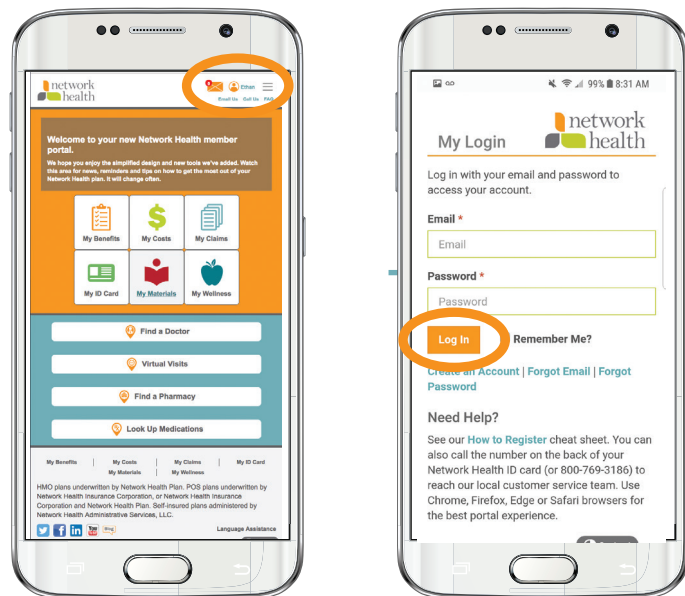 network
health
Ethan
Email Us Call Us FAQ
Welcome to your new Network Health member
portal.
We hope you enjoy the simplified design and new tools we've added. Watch
this area for news, reminders and tips on how to get the most out of your
Network Health plan. It will change often.
My Benefits
My Costs
My Claims
My ID Card
My Materials
My Wellness
Find a Doctor
Virtual Visits
Find a Pharmacy
Look Up Medications
My Benefits | My Costs | My Claims | My ID Card
My Materials | My Wellness
HMO plans underwritten by Network Health Plan. POS plans underwritten by
Network Health Insurance Corporation, or Network Health Insurance
Corporation and Network Health Plan. Self-insured plans administered by
Network Health Administrative Services, LLC.
You
Blog
Language Assistance
99% 8:31 AM
network
health
My Login
Log in with your email and password to
access your account.
Email *
Email
Password *
Password
Log In
Remember Me?
Create an Account | Forgot Email | Forgot
Password
Need Help?
See our How to Register cheat sheet. You can
also call the number on the back of your
Network Health ID card (or 800-769-3186) to
reach our local customer service team. Use
Chrome, Firefox, Edge or Safari browsers for
the best portal experience.